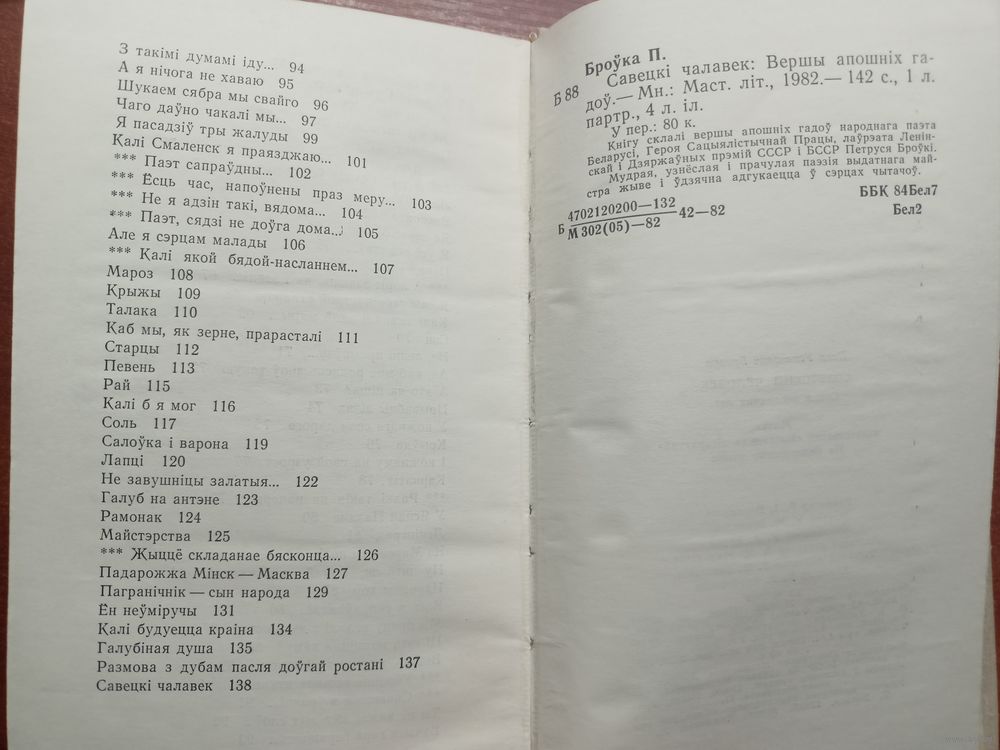 З такімі думамі іду... 94
А я нічога не хаваю 95
Шукаем сябра мы свайго 96
Чаго даўно чакалі мы... 97
Я пасадзіў тры жалуды 99
Калі Смаленск я праязджаю... 101
*** Паэт сапраўдны... 102
*** Ёсць час, напоўнены праз меру... 103
*** Не я адзін такі, вядома... 104
*** Паэт, сядзі не доўга дома... 105
Але я сэрцам малады 106
*** Калі якой бядой-насланнем... 107
Мароз 108
Крыжы 109
Талака 110
Каб мы, як зерне, прарасталі 111
Старцы 112
Певень 113
Рай 115
Калі б я мог 116
Соль 117
Салоўка і варона 119
Лапці 120
Не завушніцы залатыя... 122
Галуб на антэне 123
Рамонак 124
Майстэрства 125
*** Жыццё складанае бясконца... 126
Падарожжа Мінск — Масква 127
Пагранічнік — сын народа 129
Ён неўміручы 131
Калі будуецца краіна 134
Галубіная душа 135
Размова з дубам пасля доўгай ростані 137
Савецкі чалавек 138
Броўка П.
Б 88 Савецкі чалавек: Вершы апошніх га-
доў.— Мн.: Маст. літ., 1982.— 142 с., 1 л.
партр., 4 л. іл.
У пер.: 80 к.
Кнігу склалі вершы апошніх гадоў народнага паэта
Беларусі, Героя Сацыялістычнай Працы, лаўрэата Ленін-
скай і Дзяржаўных прэмій СССР і БССР Петруся Броўкі.
Мудрая, узнёслая і прачулая паэзія выдатнага май-
стра жыве і ўдзячна адгукаецца ў сэрцах чытачоў.
4702120200—132
Б М 302(05)—82 42—82
ББК 84Бел7
Бел2